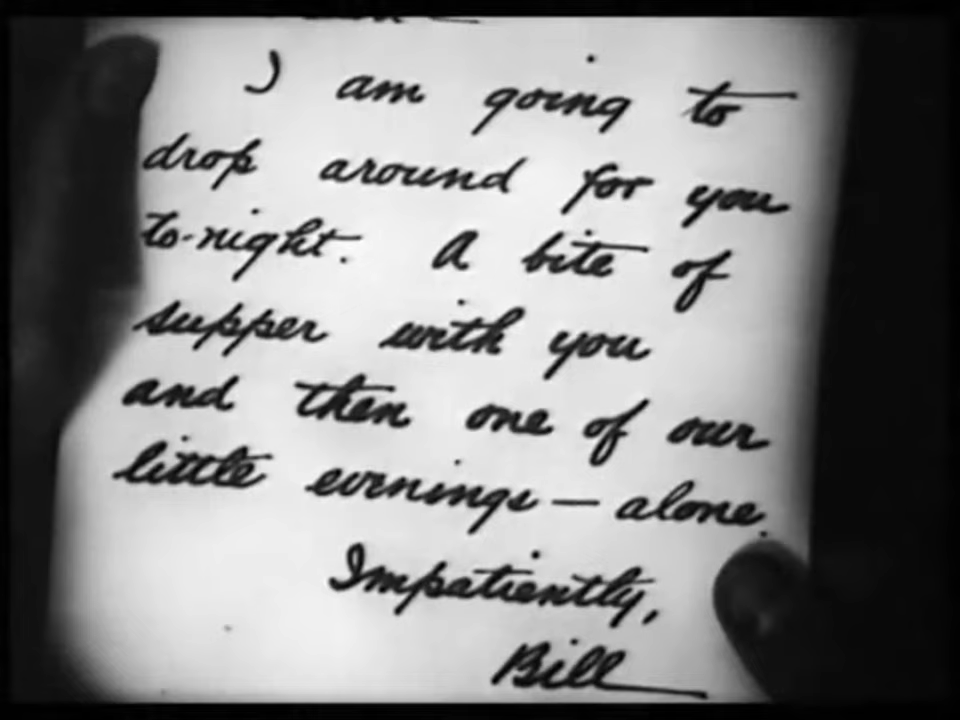 I am going to
drop around for you
to-night. A bite of
supper with you
and then one of our
little evenings — alone.
Impatiently,
Bill